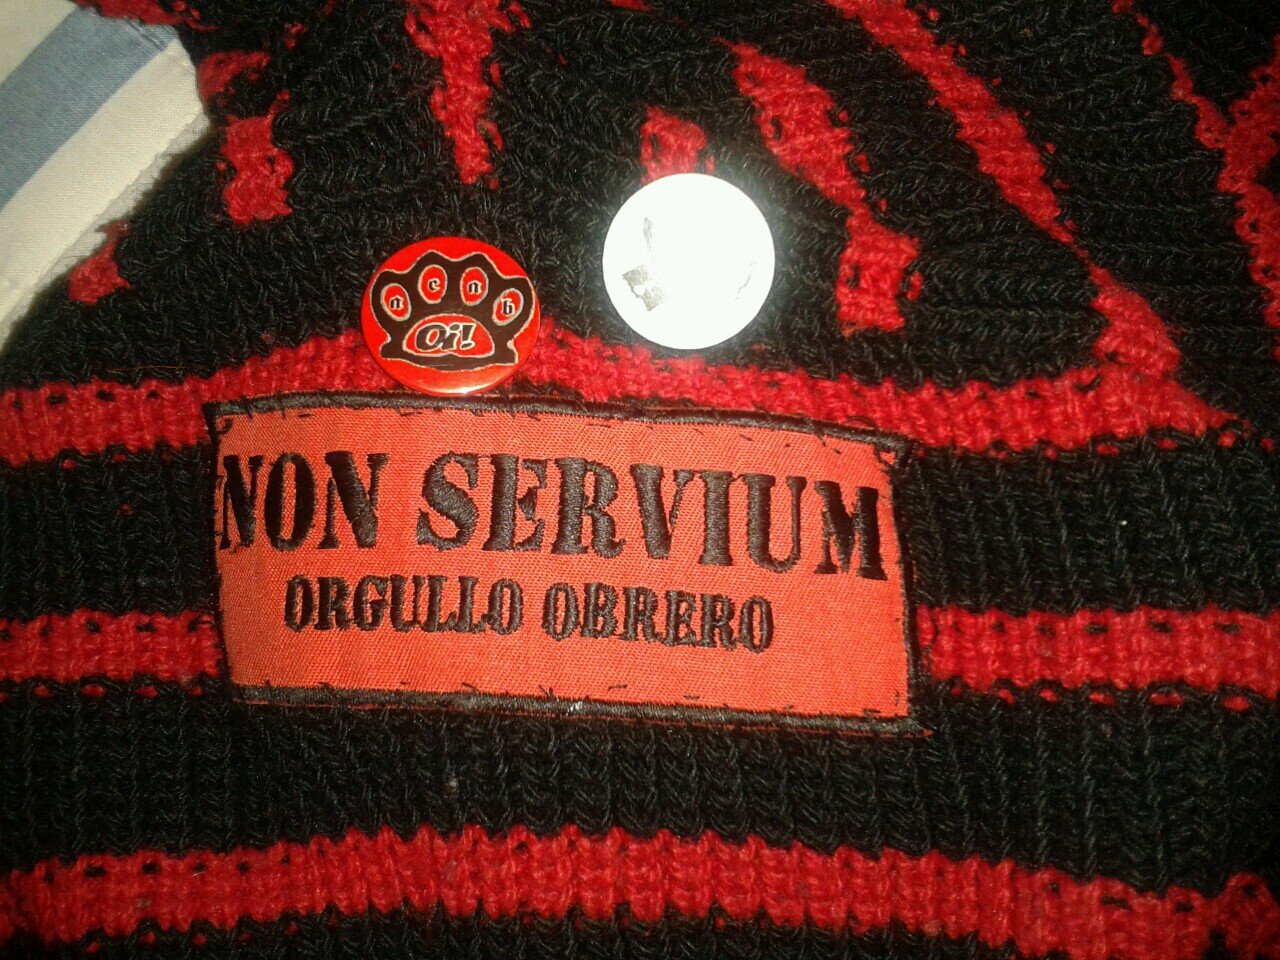 a c a b
Oi!
NON SERVIUM
ORGULLO OBRERO